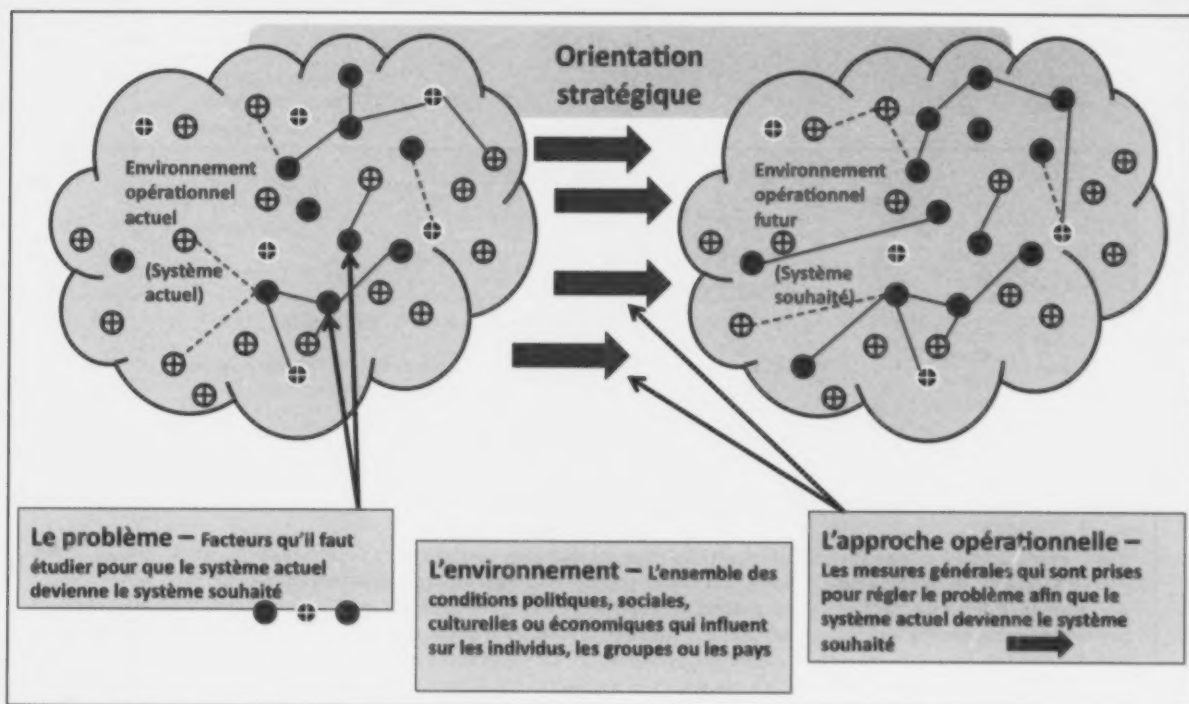 Orientation
stratégique
Environnement
opérationnel
actuel
(Système
actuel)
Environnement
opérationnel
futur
(Système
souhaité)
Le problème – Facteurs qu'il faut
étudier pour que le système actuel
devienne le système souhaité
L'environnement – L'ensemble des
conditions politiques, sociales,
culturelles ou économiques qui influent
sur les individus, les groupes ou les pays
L'approche opérationnelle –
Les mesures générales qui sont prises
pour régler le problème afin que le
système actuel devienne le système
souhaité